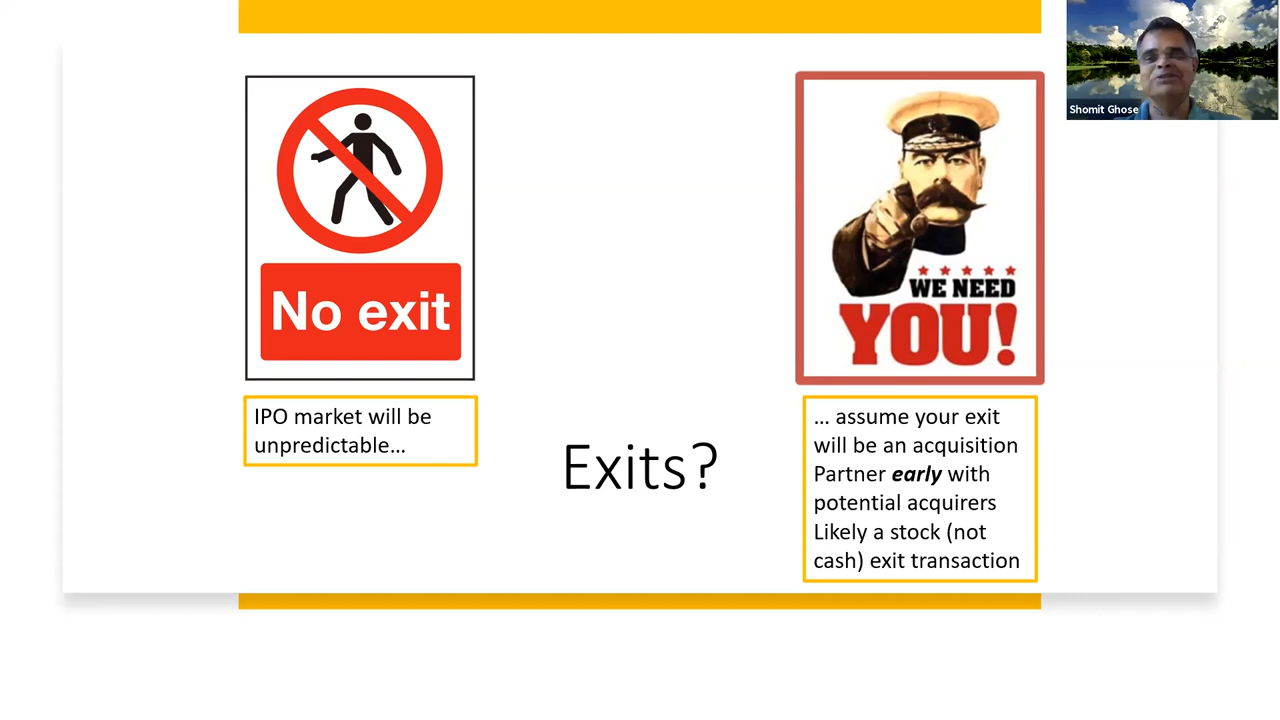 Shomit Ghose
No exit
WE NEED
YOU!
IPO market will be
unpredictable…
Exits?
… assume your exit
will be an acquisition
Partner early with
potential acquirers
Likely a stock (not
cash) exit transaction